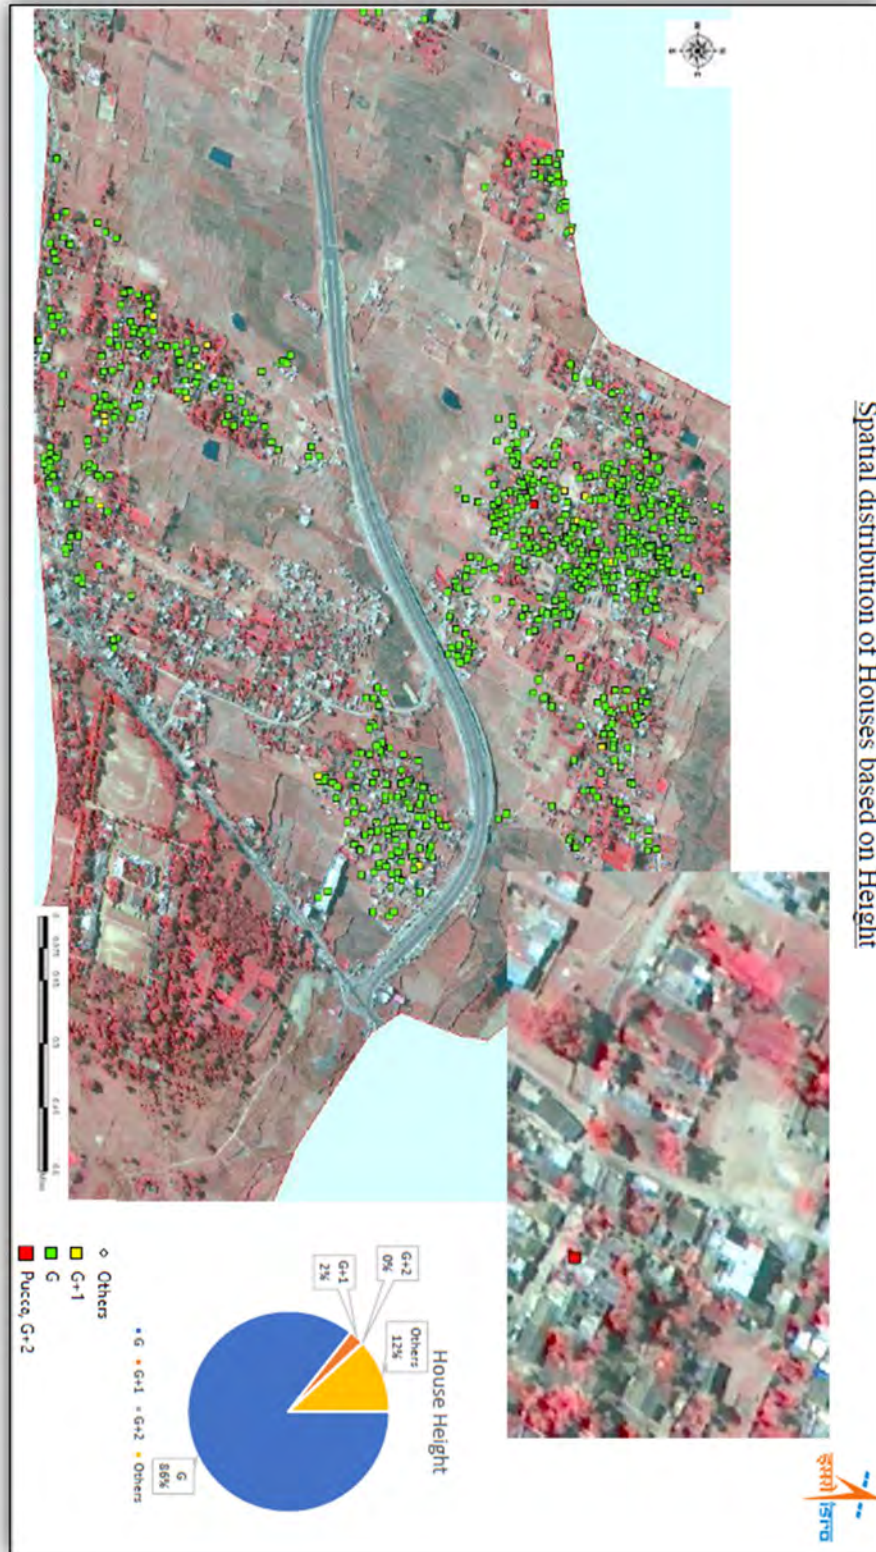 Spatial distribution of Houses based on Height
इसरो isro
House Height
G+2
0%
G+1
2%
Others
12%
G
86%
G G+1 G+2 Others
Others
G+1
G
Pucca, G+2